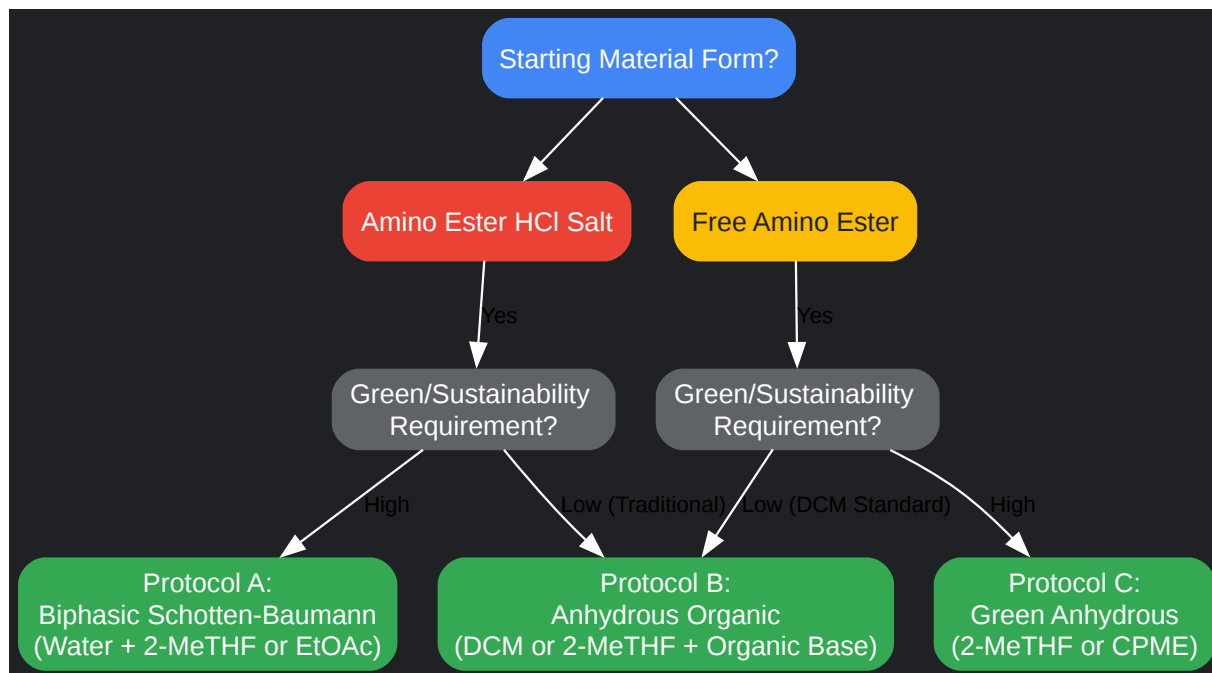 Starting Material Form?
Amino Ester HCl Salt
Free Amino Ester
Yes
Yes
Green/Sustainability
Requirement?
Green/Sustainability
Requirement?
High
Low (Traditional)
Low (DCM Standard)
High
Protocol A:
Biphasic Schotten-Baumann
(Water + 2-MeTHF or EtOAc)
Protocol B:
Anhydrous Organic
(DCM or 2-MeTHF + Organic Base)
Protocol C:
Green Anhydrous
(2-MeTHF or CPME)